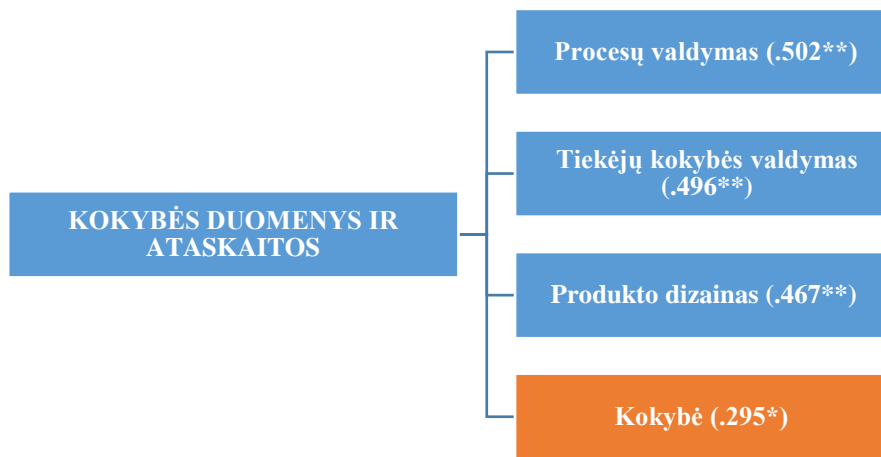 Procesų valdymas (.502**)
Tiekėjų kokybės valdymas
(.496**)
KOKYBĖS DUOMENYS IR
ATASKAITOS
Produkto dizainas (.467**)
Kokybė (.295*)